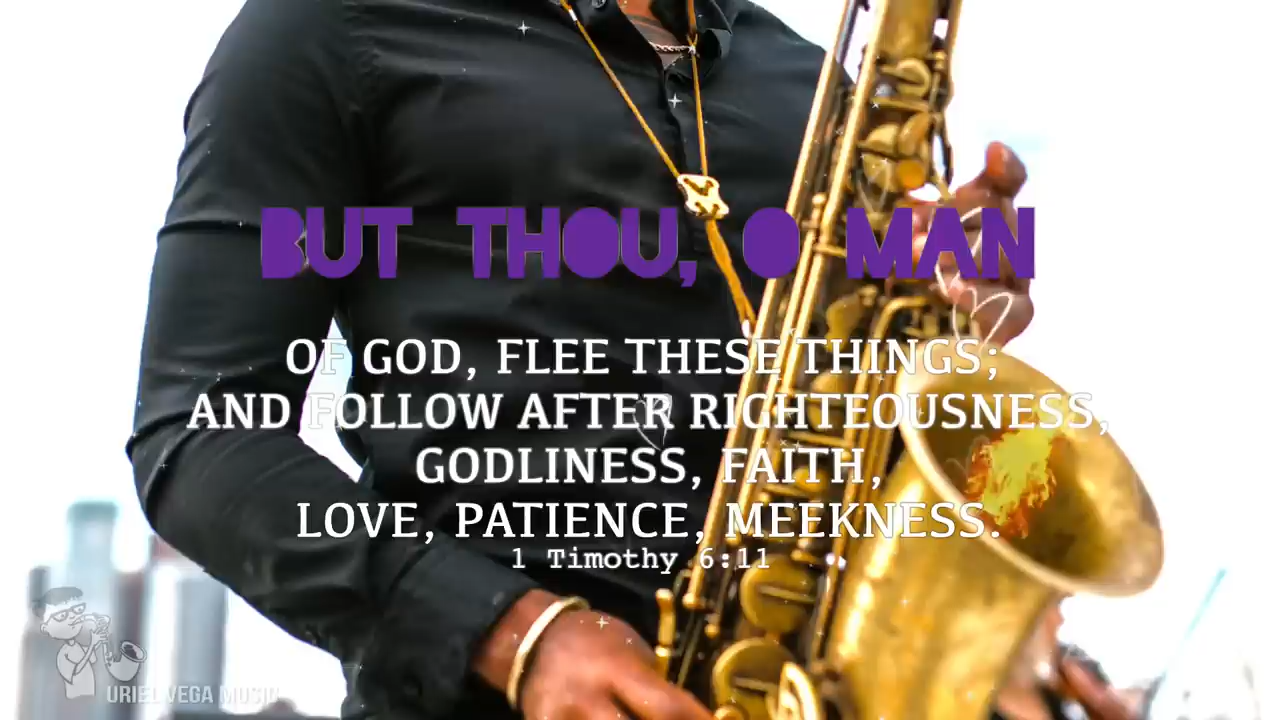 BUT THOU, O MAN
OF GOD, FLEE THESE THINGS;
AND FOLLOW AFTER RIGHTEOUSNESS,
GODLINESS, FAITH,
LOVE, PATIENCE, MEEKNESS.
1 Timothy 6:11
URIEL VEGA MUSIC